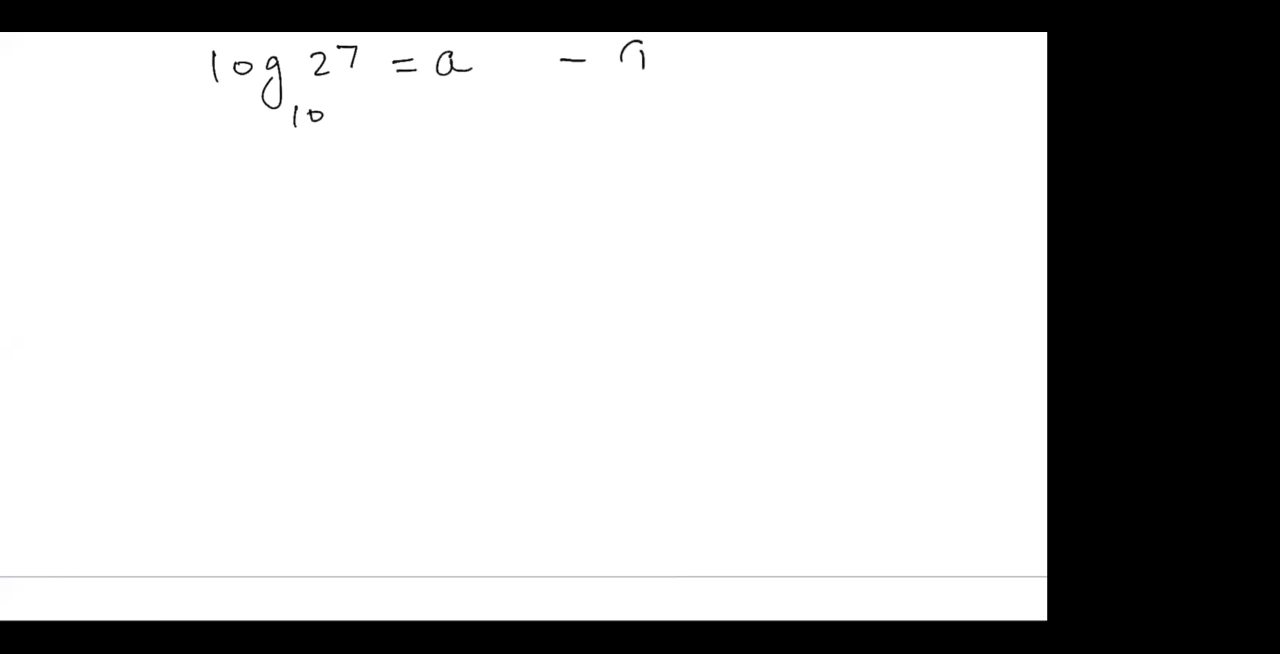 log₁₀ 27 = a -